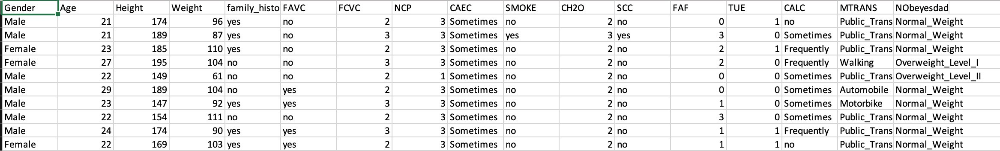 Gender Age Height Weight family_histo FAVC FCVC NCP CAEC SMOKE CH2O SCC FAF TUE CALC MTRANS NObeyesdad
Male 21 174 96 yes no 2 3 Sometimes no 2 no 0 1 no Public_Trans Normal_Weight
Male 21 189 87 yes no 3 3 Sometimes yes 3 yes 3 0 Sometimes Public_Trans Normal_Weight
Female 23 185 110 yes no 2 3 Sometimes no 2 no 2 1 Frequently Public_Trans Normal_Weight
Female 27 195 104 no no 3 3 Sometimes no 2 no 2 0 Frequently Walking Overweight_Level_I
Male 22 149 61 no no 2 1 Sometimes no 2 no 0 0 Sometimes Public_Trans Overweight_Level_II
Male 29 189 104 no yes 2 3 Sometimes no 2 no 0 0 Sometimes Automobile Normal_Weight
Male 23 147 92 yes yes 3 3 Sometimes no 2 no 1 0 Sometimes Motorbike Normal_Weight
Male 22 154 111 no no 2 3 Sometimes no 2 no 3 0 Sometimes Public_Trans Normal_Weight
Male 24 174 90 yes yes 3 3 Sometimes no 2 no 1 1 Frequently Public_Trans Normal_Weight
Female 22 169 103 yes yes 2 3 Sometimes no 2 no 1 1 no Public_Trans Normal_Weight